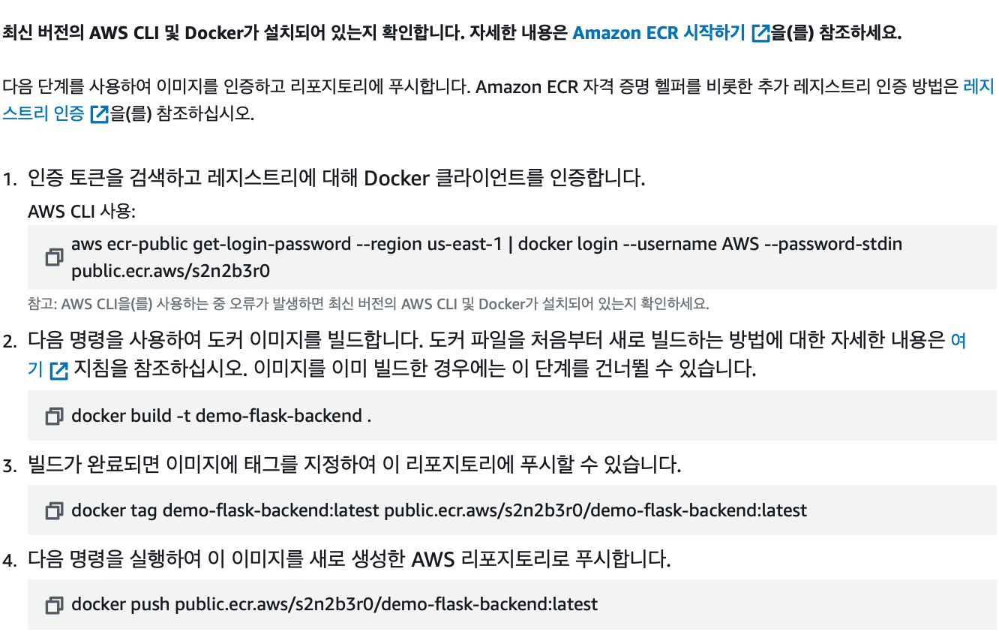 최신 버전의 AWS CLI 및 Docker가 설치되어 있는지 확인합니다. 자세한 내용은 Amazon ECR 시작하기 을(를) 참조하세요.
다음 단계를 사용하여 이미지를 인증하고 리포지토리에 푸시합니다. Amazon ECR 자격 증명 헬퍼를 비롯한 추가 레지스트리 인증 방법은 레지
스트리 인증 을(를) 참조하십시오.
1. 인증 토큰을 검색하고 레지스트리에 대해 Docker 클라이언트를 인증합니다.
AWS CLI 사용:
aws ecr-public get-login-password --region us-east-1 | docker login --username AWS --password-stdin
public.ecr.aws/s2n2b3r0
참고: AWS CLI을(를) 사용하는 중 오류가 발생하면 최신 버전의 AWS CLI 및 Docker가 설치되어 있는지 확인하세요.
2. 다음 명령을 사용하여 도커 이미지를 빌드합니다. 도커 파일을 처음부터 새로 빌드하는 방법에 대한 자세한 내용은 여
기 지침을 참조하십시오. 이미지를 이미 빌드한 경우에는 이 단계를 건너뛸 수 있습니다.
docker build -t demo-flask-backend .
3. 빌드가 완료되면 이미지에 태그를 지정하여 이 리포지토리에 푸시할 수 있습니다.
docker tag demo-flask-backend:latest public.ecr.aws/s2n2b3r0/demo-flask-backend:latest
4. 다음 명령을 실행하여 이 이미지를 새로 생성한 AWS 리포지토리로 푸시합니다.
docker push public.ecr.aws/s2n2b3r0/demo-flask-backend:latest